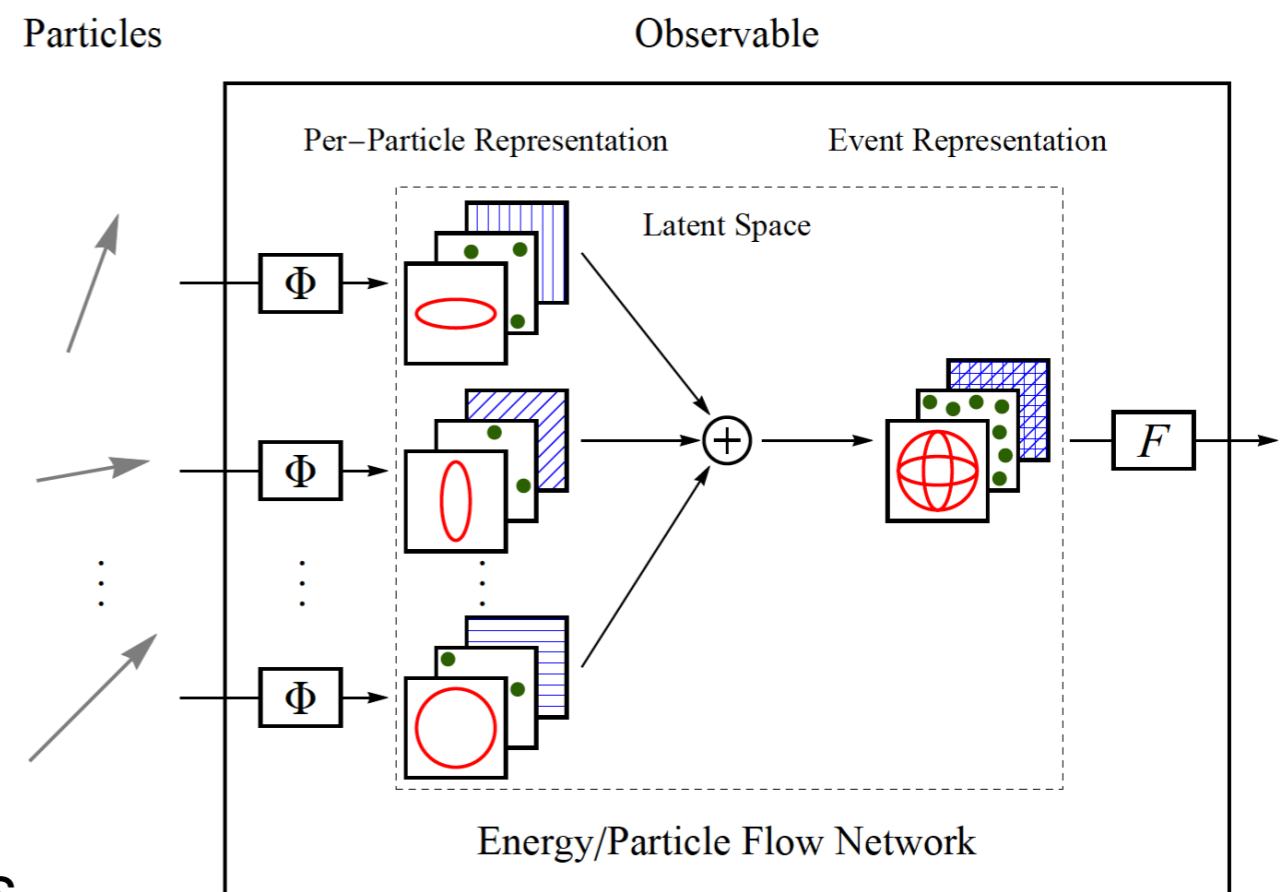 Particles
Observable
Per−Particle Representation
Event Representation
Latent Space
Φ
Φ
Φ
+
F
Energy/Particle Flow Network